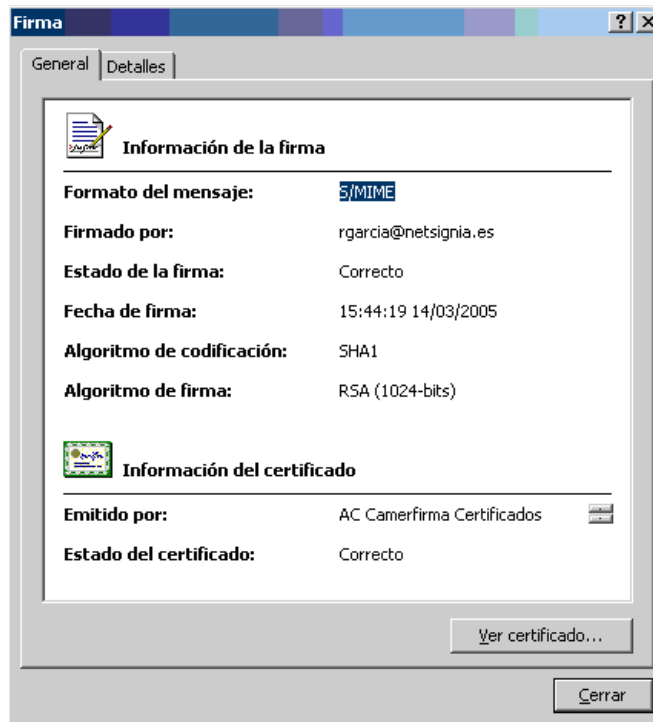 Firma
General Detalles
Información de la firma
Formato del mensaje: S/MIME
Firmado por: rgarcia@netsignia.es
Estado de la firma: Correcto
Fecha de firma: 15:44:19 14/03/2005
Algoritmo de codificación: SHA1
Algoritmo de firma: RSA (1024-bits)
Información del certificado
Emitido por: AC Camerfirma Certificados
Estado del certificado: Correcto
Ver certificado...
Cerrar